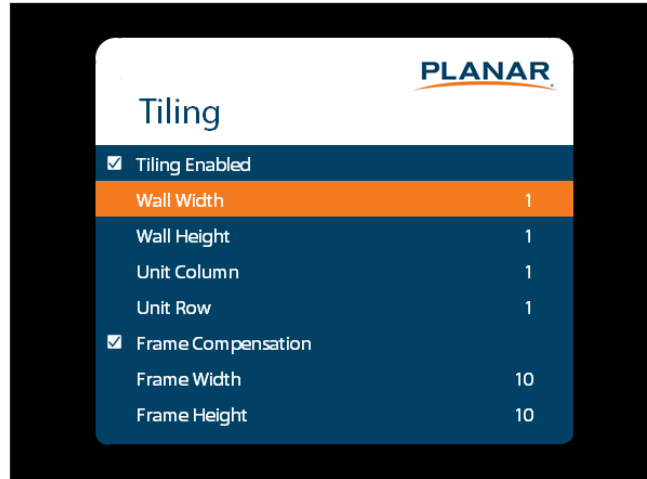 PLANAR
Tiling
Tiling Enabled
Wall Width 1
Wall Height 1
Unit Column 1
Unit Row 1
Frame Compensation
Frame Width 10
Frame Height 10